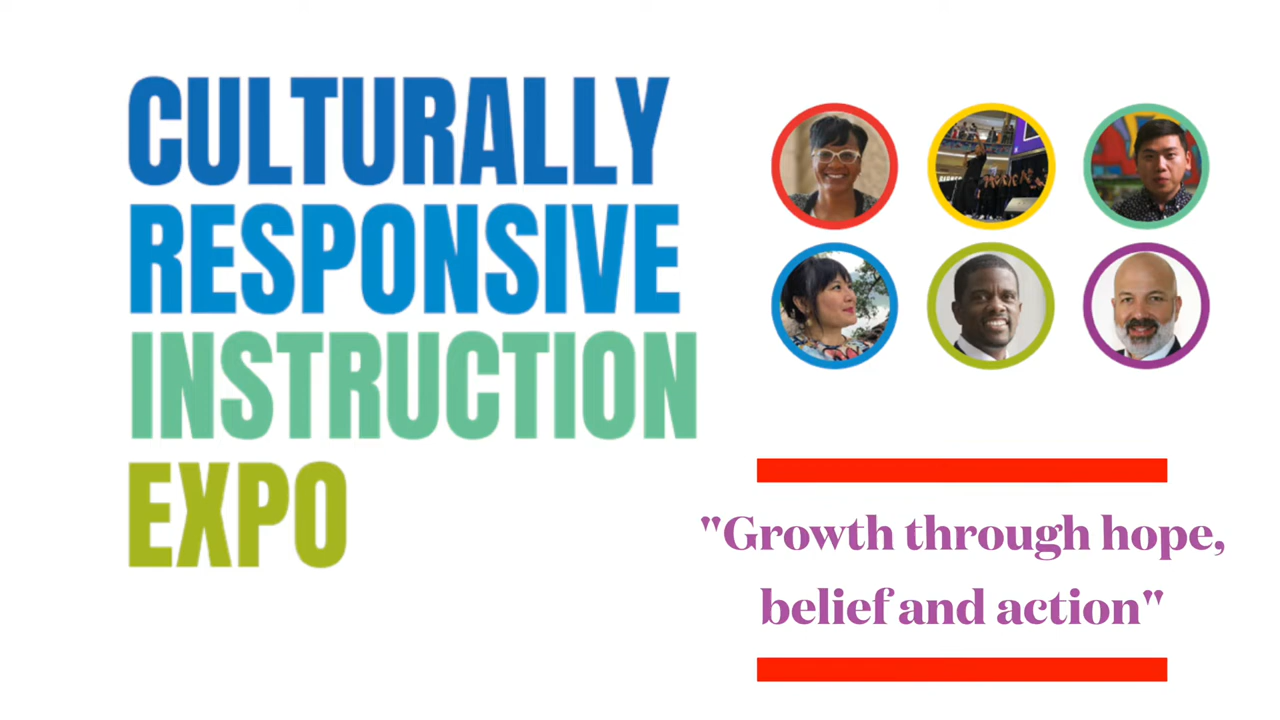 CULTURALLY
RESPONSIVE
INSTRUCTION
EXPO
"Growth through hope,
belief and action"